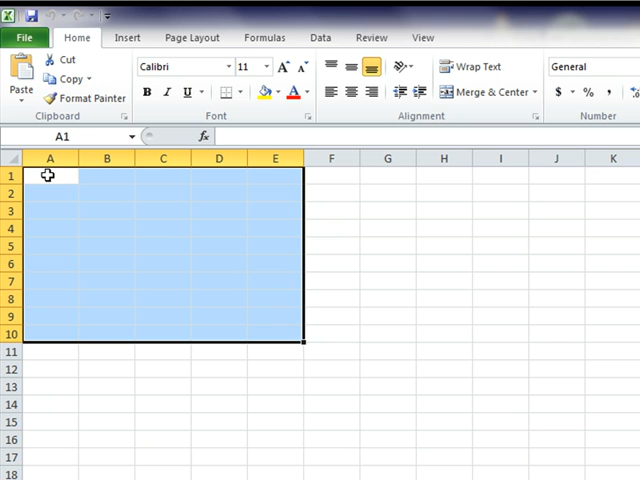 File Home Insert Page Layout Formulas Data Review View
Cut
Copy
Format Painter
Paste
Calibri 11
B I U A
Wrap Text
Merge & Center
General
$ % ,
Clipboard Font Alignment Number
A1 fx
A B C D E F G H I J K
1
2
3
4
5
6
7
8
9
10
11
12
13
14
15
16
17
18